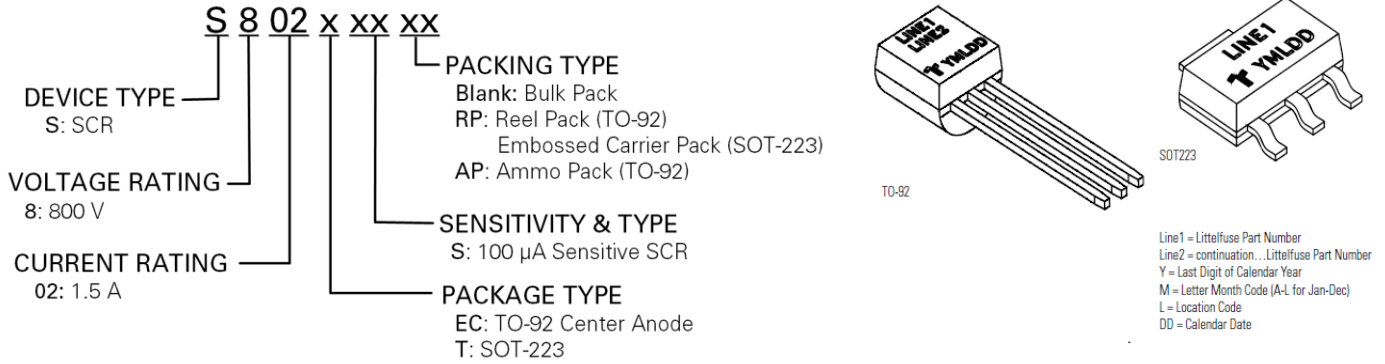 S 8 02 x xx xx
PACKING TYPE
Blank: Bulk Pack
RP: Reel Pack (TO-92)
Embossed Carrier Pack (SOT-223)
AP: Ammo Pack (TO-92)
DEVICE TYPE
S: SCR
VOLTAGE RATING
8: 800 V
SENSITIVITY & TYPE
S: 100 µA Sensitive SCR
CURRENT RATING
02: 1.5 A
PACKAGE TYPE
EC: TO-92 Center Anode
T: SOT-223
LINE1
LINE2
YMLDD
TO-92
LINE1
YMLDD
SOT223
Line1 = Littelfuse Part Number
Line2 = continuation...Littelfuse Part Number
Y = Last Digit of Calendar Year
M = Letter Month Code (A-L for Jan-Dec)
L = Location Code
DD = Calendar Date